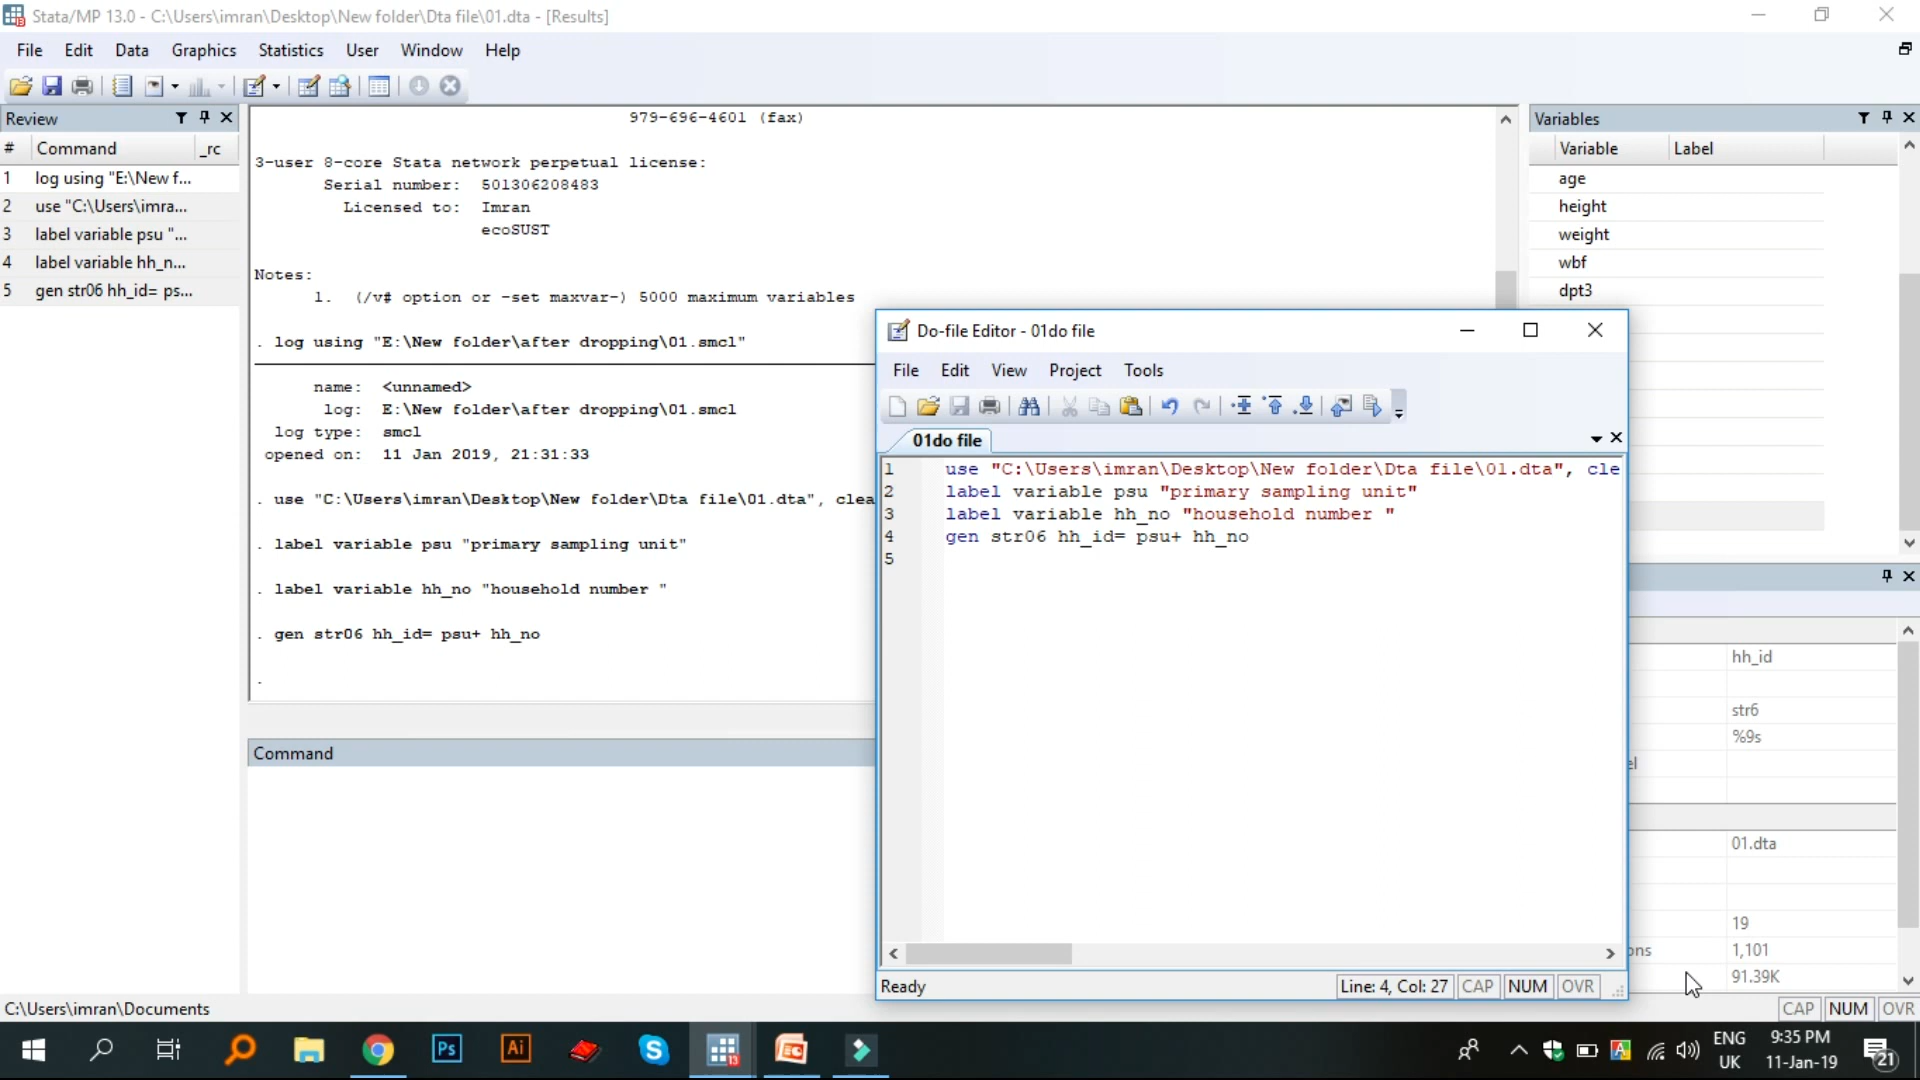 Stata/MP 13.0 - C:\Users\imran\Desktop\New folder\Dta file\01.dta - [Results]
File Edit Data Graphics Statistics User Window Help
Review
# Command _rc
1 log using "E:\New f...
2 use "C:\Users\imra...
3 label variable psu "...
4 label variable hh_n...
5 gen str06 hh_id= ps...
979-696-4601 (fax)
3-user 8-core Stata network perpetual license:
Serial number: 501306208483
Licensed to: Imran
ecoSUST
Notes:
1. (/v# option or -set maxvar-) 5000 maximum variables
. log using "E:\New folder\after dropping\01.smcl"
name: <unnamed>
log: E:\New folder\after dropping\01.smcl
log type: smcl
opened on: 11 Jan 2019, 21:31:33
. use "C:\Users\imran\Desktop\New folder\Dta file\01.dta", clea
. label variable psu "primary sampling unit"
. label variable hh_no "household number "
. gen str06 hh_id= psu+ hh_no
.
Command
Variables
Variable Label
age
height
weight
wbf
dpt3
Do-file Editor - 01do file
File Edit View Project Tools
01do file
1 use "C:\Users\imran\Desktop\New folder\Dta file\01.dta", cle
2 label variable psu "primary sampling unit"
3 label variable hh_no "household number "
4 gen str06 hh_id= psu+ hh_no
5
Ready Line: 4, Col: 27 CAP NUM OVR
hh_id
str6
%9s
el
01.dta
19
ons 1,101
91.39K
C:\Users\imran\Documents CAP NUM OVR
Ps Ai 13
ENG
UK
9:35 PM
11-Jan-19
21